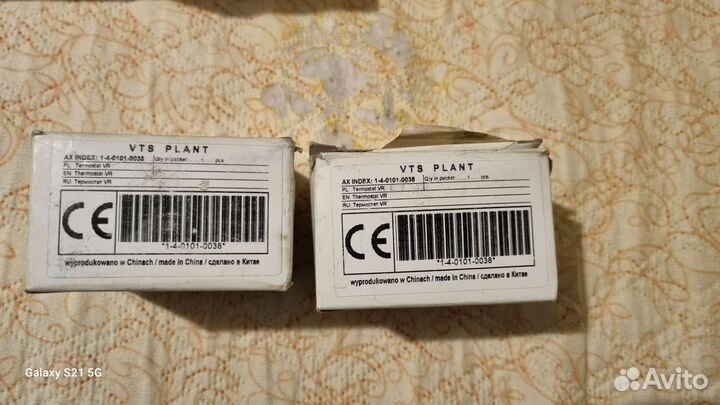 VTS PLANT
AX INDEX: 1-4-0101-0038 Qty in packet ..... 1 ..... pcs
PL: Termostat VR
EN: Thermostat VR
RU: Термостат VR
CE
*1-4-0101-0038*
wyprodukowano w Chinach / made in China / сделано в Китае
VTS PLANT
AX INDEX: 1-4-0101-0038 Qty in packet ..... 1 ..... pcs
PL: Termostat VR
EN: Thermostat VR
RU: Термостат VR
CE
*1-4-0101-0038*
wyprodukowano w Chinach / made in China / сделано в Китае
Galaxy S21 5G
Avito